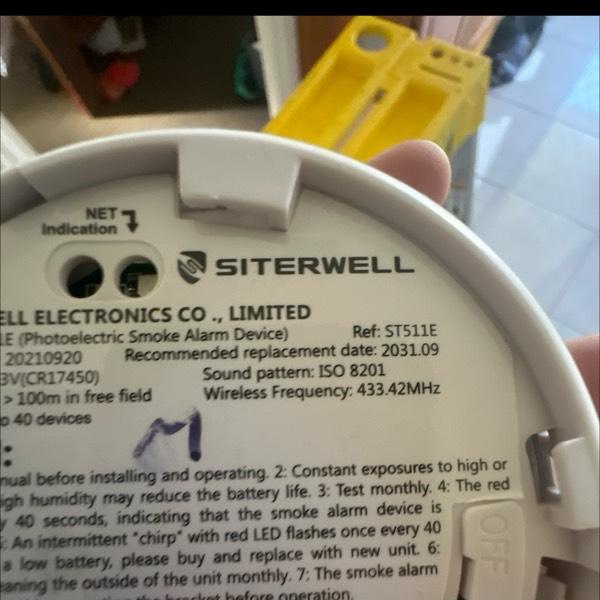 NET
Indication
SITERWELL
ELL ELECTRONICS CO ., LIMITED
(Photoelectric Smoke Alarm Device) Ref: ST511E
20210920 Recommended replacement date: 2031.09
3V(CR17450) Sound pattern: ISO 8201
> 100m in free field Wireless Frequency: 433.42MHz
40 devices
M
nual before installing and operating. 2: Constant exposures to high or
igh humidity may reduce the battery life. 3: Test monthly. 4: The red
y 40 seconds, indicating that the smoke alarm device is
: An intermittent "chirp" with red LED flashes once every 40
a low battery, please buy and replace with new unit. 6:
eaning the outside of the unit monthly. 7: The smoke alarm
the bracket before operation.
OFF